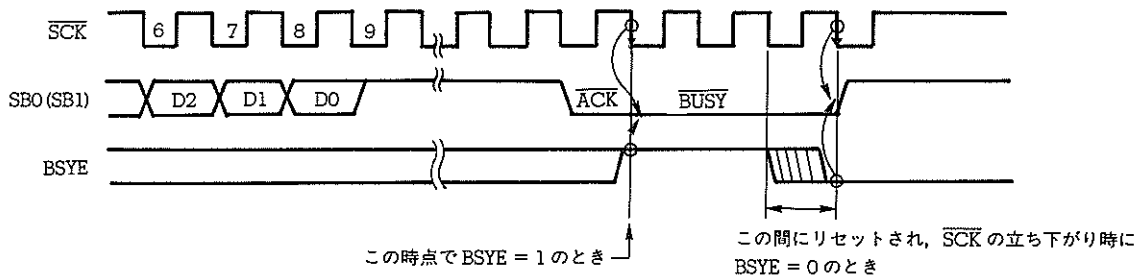 SCK
6 7 8 9
SB0 (SB1) D2 D1 D0 ACK BUSY
BSYE
この時点で BSYE = 1 のとき
この間にリセットされ, SCK の立ち下がり時に
BSYE = 0 のとき